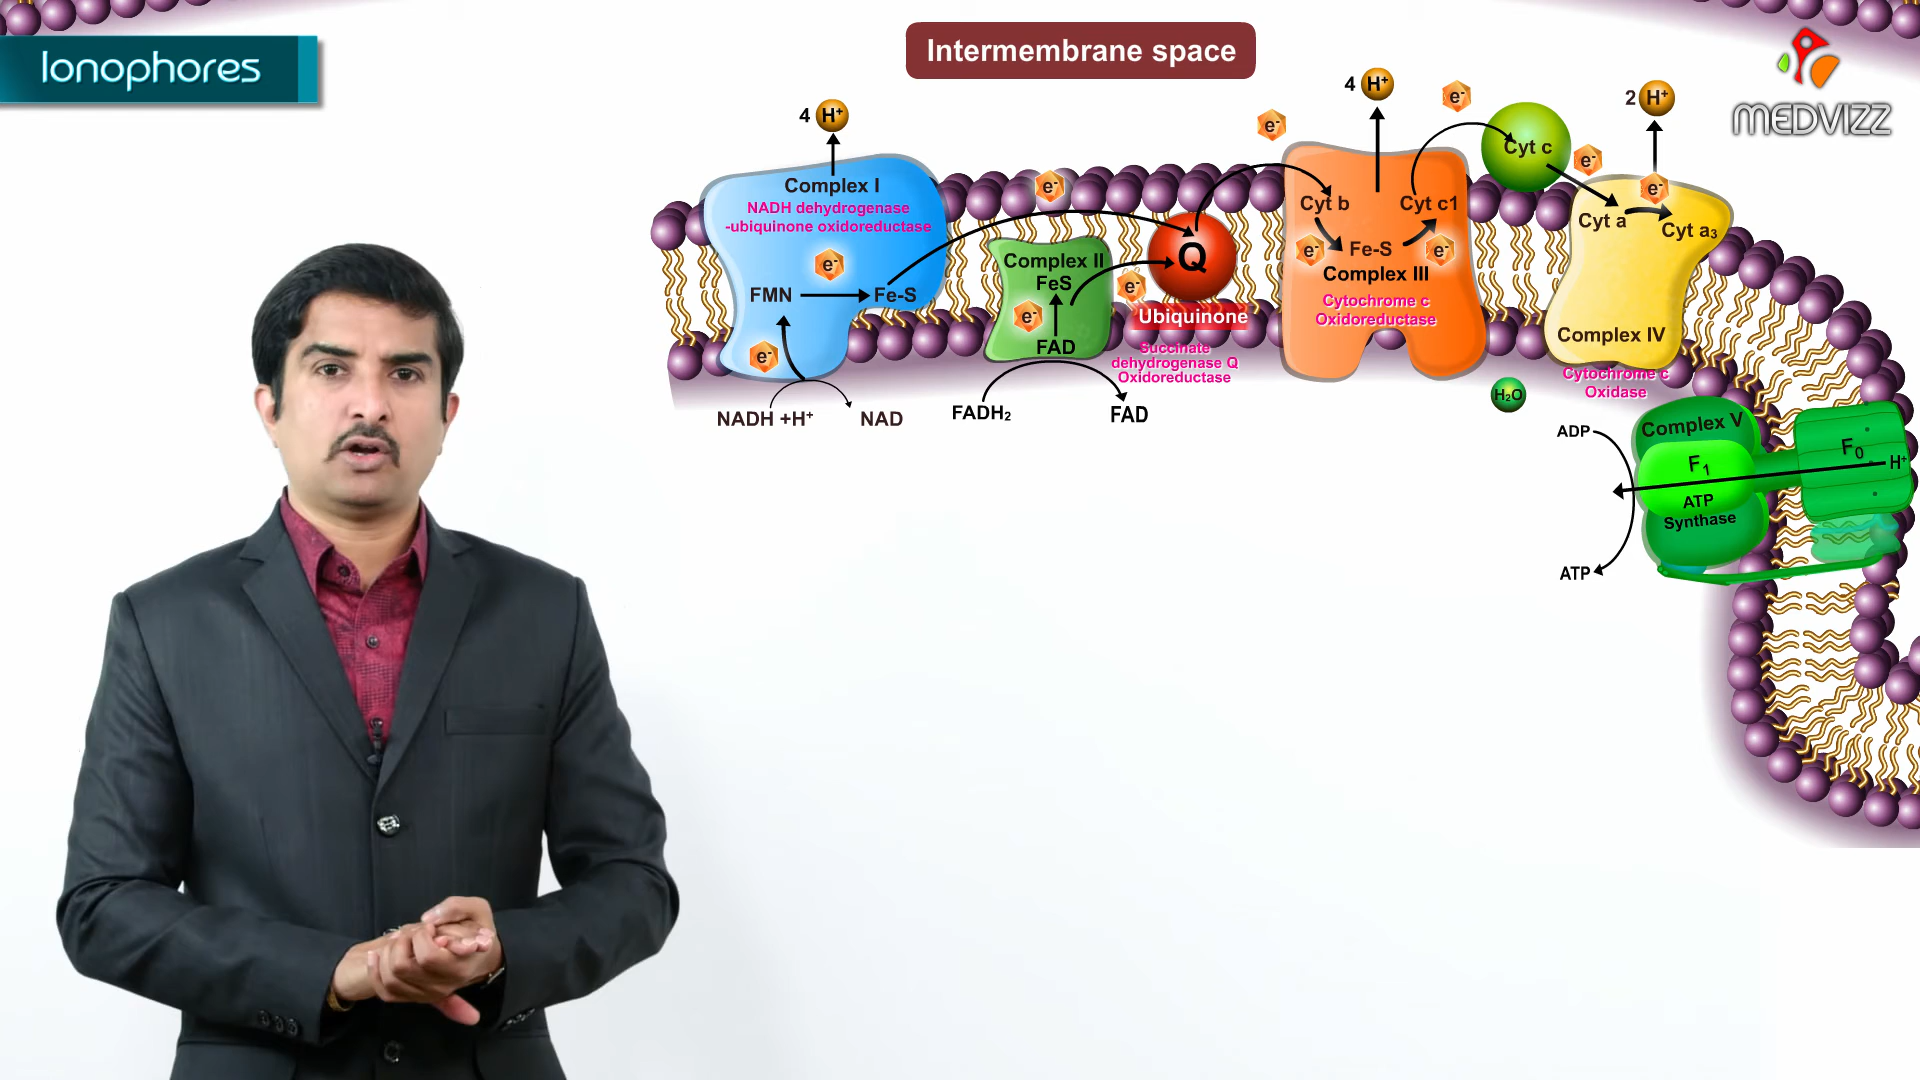 Ionophores
Intermembrane space
MEDVIZZ
4 H⁺
4 H⁺
2 H⁺
e⁻
e⁻
e⁻
e⁻
e⁻
e⁻
Complex I
NADH dehydrogenase
-ubiquinone oxidoreductase
e⁻
FMN
Fe-S
e⁻
NADH +H⁺
NAD
Complex II
FeS
e⁻
FAD
FADH₂
FAD
e⁻
Q
Ubiquinone
Succinate
dehydrogenase Q
Oxidoreductase
Cyt b
Cyt c1
e⁻
Fe-S
e⁻
Complex III
Cytochrome c
Oxidoreductase
Cyt c
Cyt a
Cyt a₃
Complex IV
Cytochrome c
Oxidase
H₂O
ADP
ATP
Complex V
F₁
ATP
Synthase
F₀
H⁺